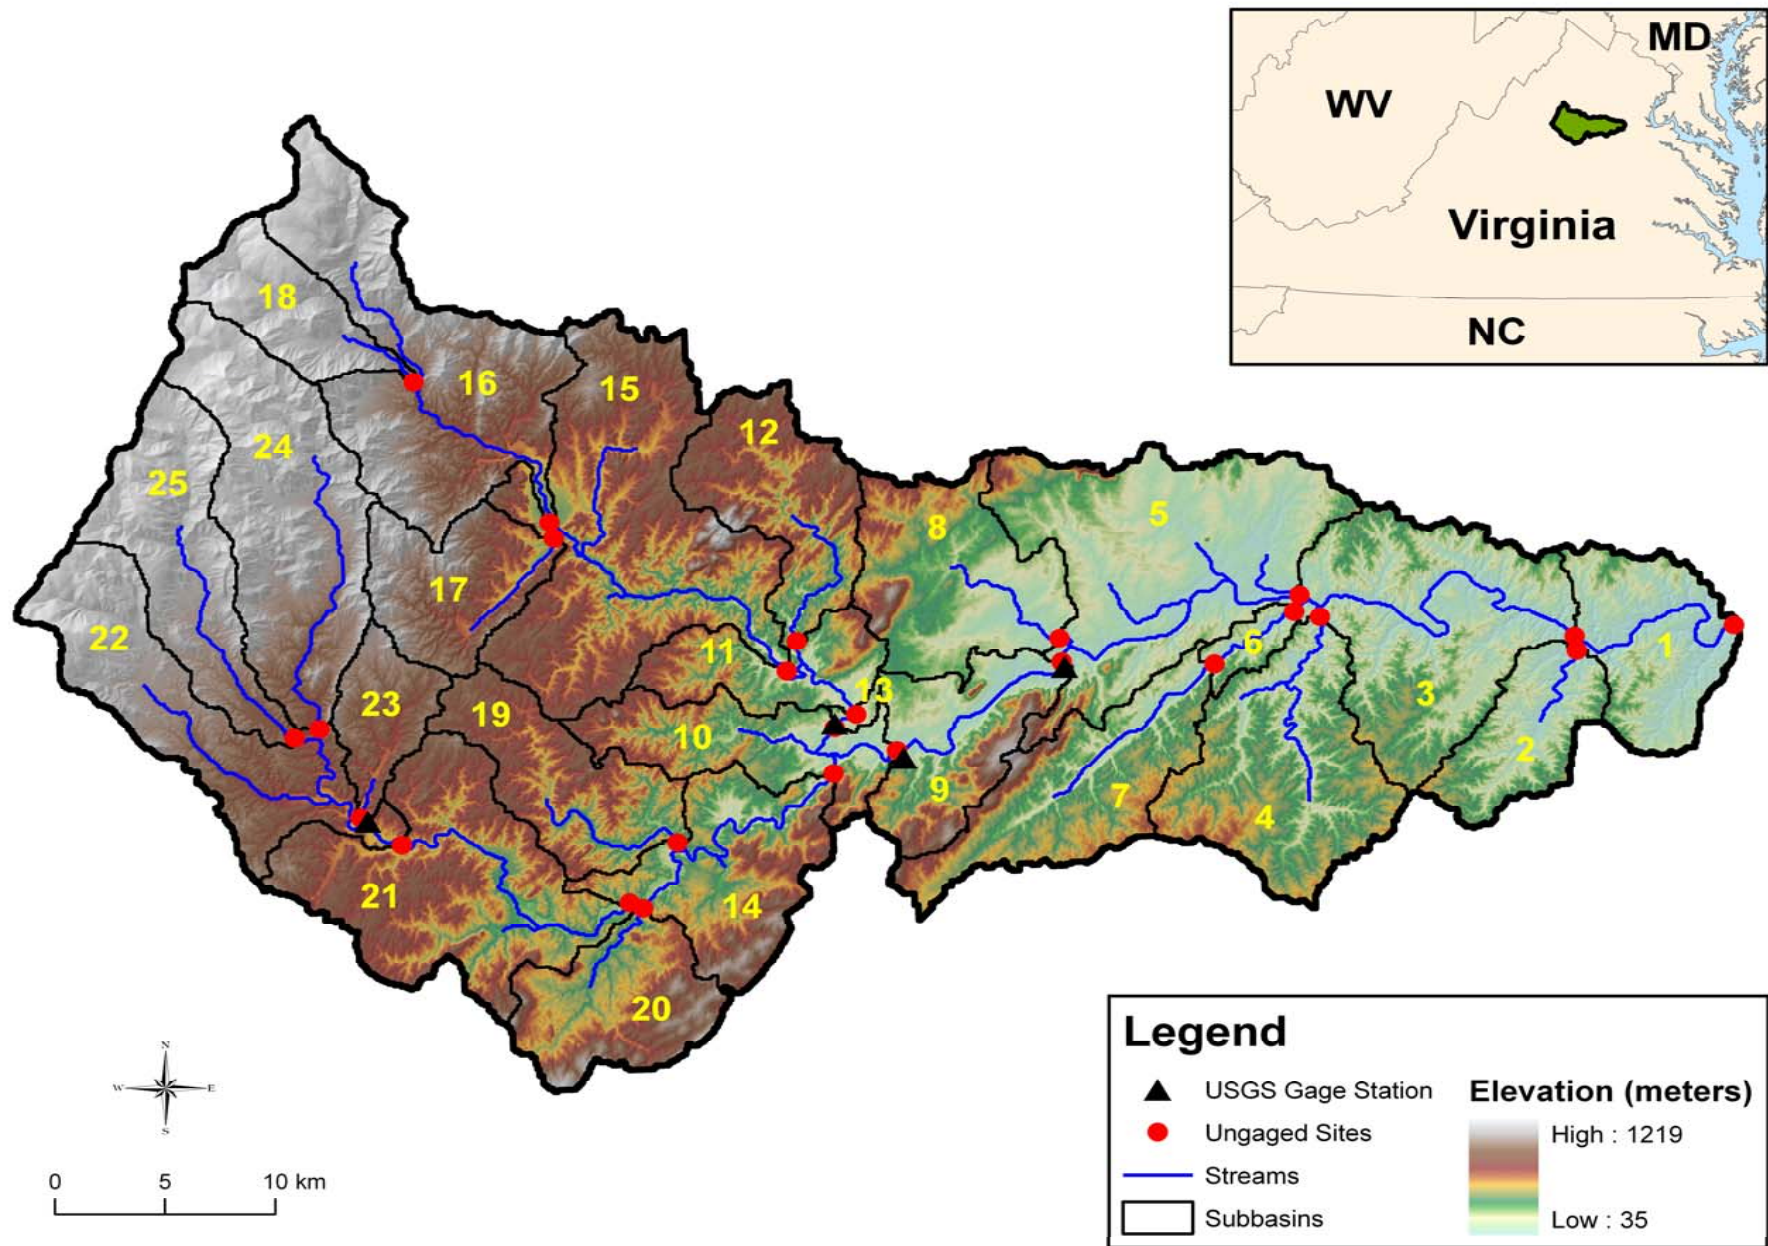 MD
WV
Virginia
NC
18
16
15
12
24
25
8
5
17
22
11
6
1
23
19
13
3
10
2
9
7
4
21
14
20
N
W E
S
0 5 10 km
Legend
USGS Gage Station
Ungaged Sites
Streams
Subbasins
Elevation (meters)
High : 1219
Low : 35